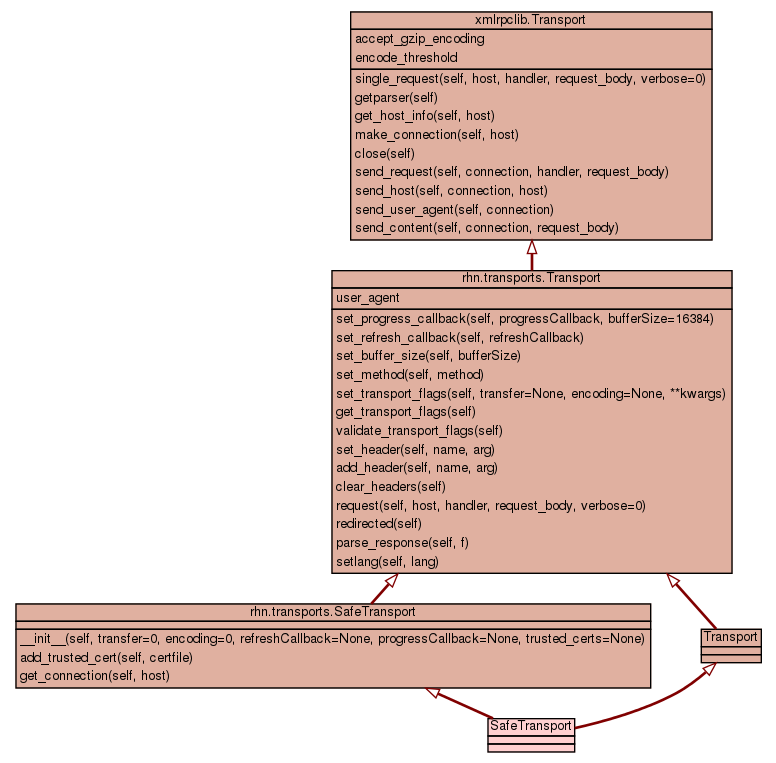 xmlrpclib.Transport
accept_gzip_encoding
encode_threshold
single_request(self, host, handler, request_body, verbose=0)
getparser(self)
get_host_info(self, host)
make_connection(self, host)
close(self)
send_request(self, connection, handler, request_body)
send_host(self, connection, host)
send_user_agent(self, connection)
send_content(self, connection, request_body)
rhn.transports.Transport
user_agent
set_progress_callback(self, progressCallback, bufferSize=16384)
set_refresh_callback(self, refreshCallback)
set_buffer_size(self, bufferSize)
set_method(self, method)
set_transport_flags(self, transfer=None, encoding=None, **kwargs)
get_transport_flags(self)
validate_transport_flags(self)
set_header(self, name, arg)
add_header(self, name, arg)
clear_headers(self)
request(self, host, handler, request_body, verbose=0)
redirected(self)
parse_response(self, f)
setlang(self, lang)
rhn.transports.SafeTransport
__init__(self, transfer=0, encoding=0, refreshCallback=None, progressCallback=None, trusted_certs=None)
add_trusted_cert(self, certfile)
get_connection(self, host)
Transport
SafeTransport